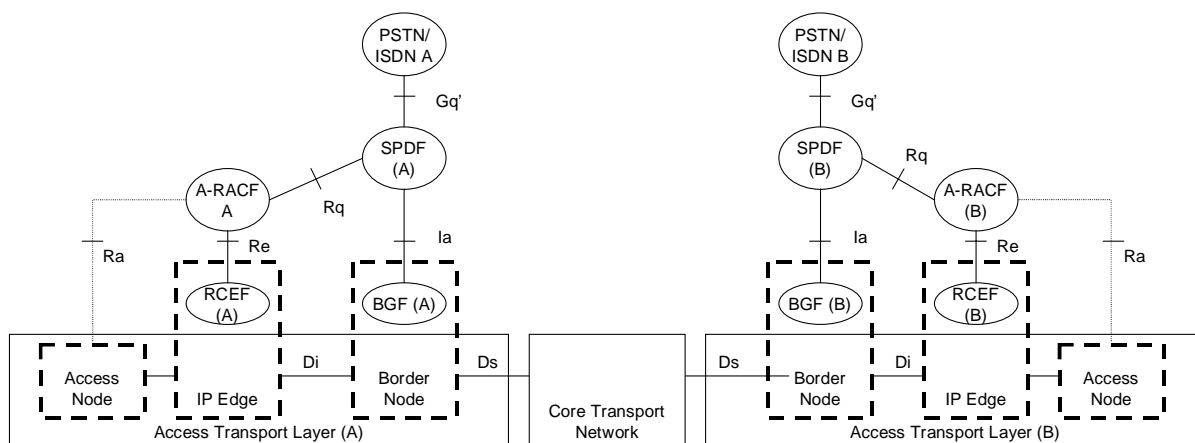 PSTN/
ISDN A
PSTN/
ISDN B
Gq'
Gq'
SPDF
(A)
SPDF
(B)
Rq
A-RACF
A
Rq
A-RACF
(B)
Ra
Re
Ia
Ia
Re
Ra
RCEF
(A)
BGF (A)
BGF (B)
RCEF
(B)
Access
Node
IP Edge
Di
Border
Node
Ds
Core Transport
Network
Ds
Border
Node
Di
IP Edge
Access
Node
Access Transport Layer (A)
Access Transport Layer (B)